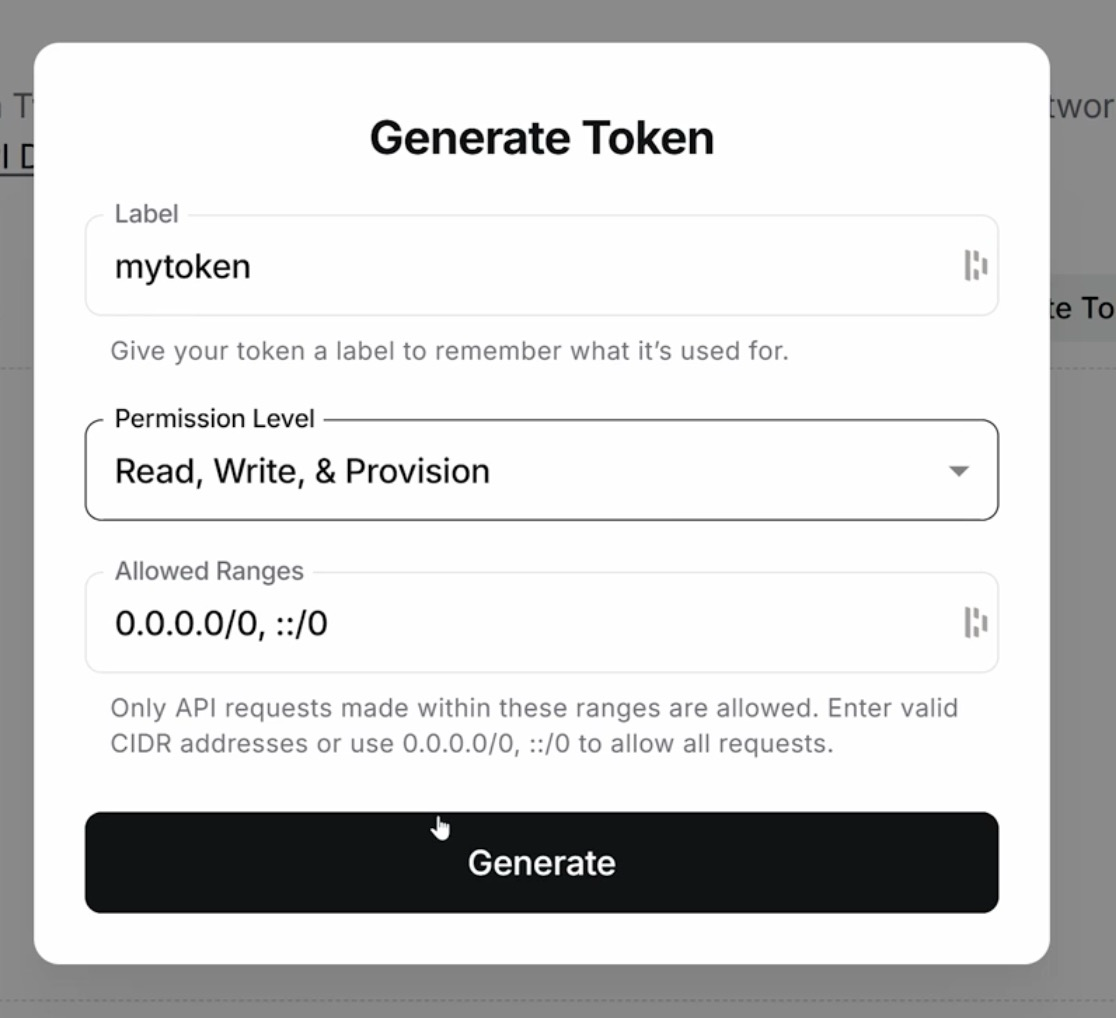 Generate Token
Label
mytoken
Give your token a label to remember what it’s used for.
Permission Level
Read, Write, & Provision
Allowed Ranges
0.0.0.0/0, ::/0
Only API requests made within these ranges are allowed. Enter valid
CIDR addresses or use 0.0.0.0/0, ::/0 to allow all requests.
Generate